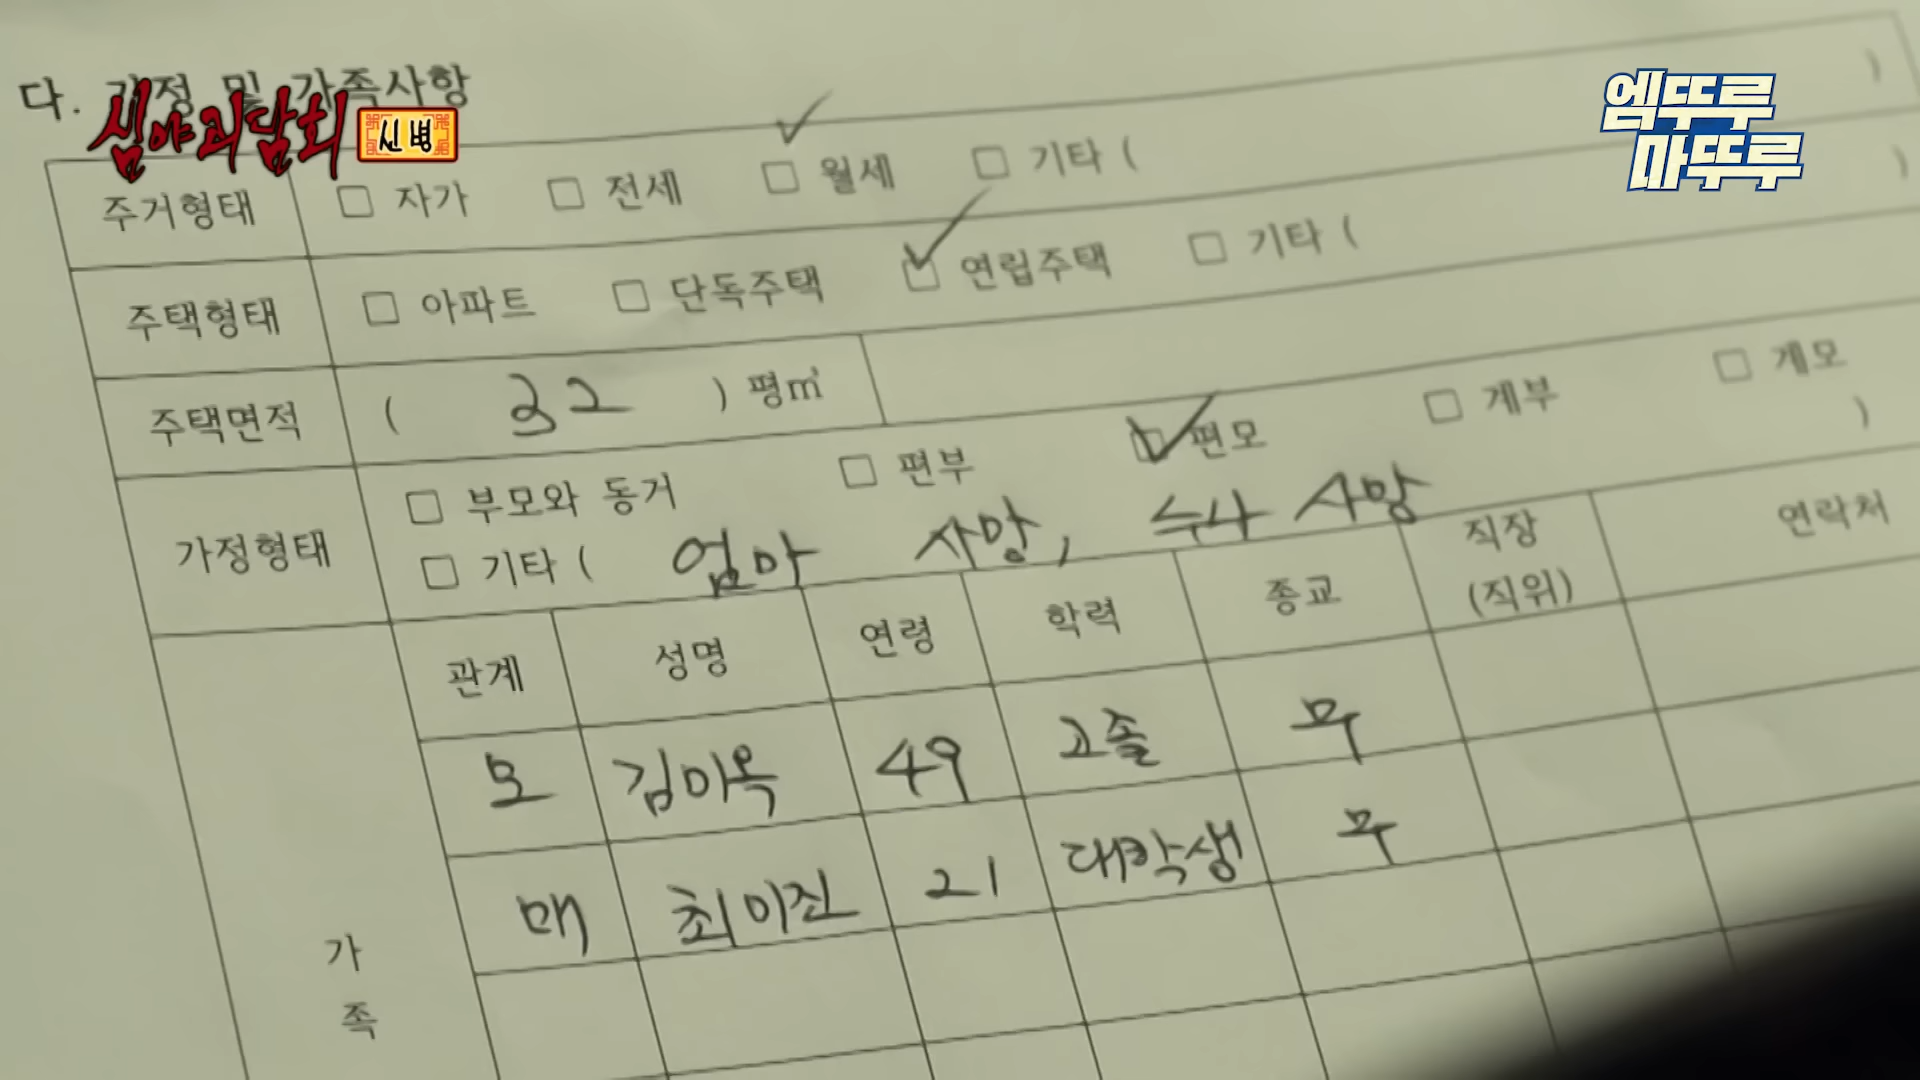 다. 가정 및 가족사항
심야괴담회 신병
엠뚜루
마뚜루
주거형태 □ 자가 □ 전세 ☑ 월세 □ 기타 ( )
주택형태 □ 아파트 □ 단독주택 ☑ 연립주택 □ 기타 ( )
주택면적 ( 32 ) 평㎡
가정형태 □ 부모와 동거 □ 편부 ☑ 편모 □ 계부 □ 계모
□ 기타 ( 엄마 사망, 누나 사망 )
관계 성명 연령 학력 종교 직장 (직위) 연락처
모 김미옥 49 고졸 무
매 최이진 21 대학생 무
가
족